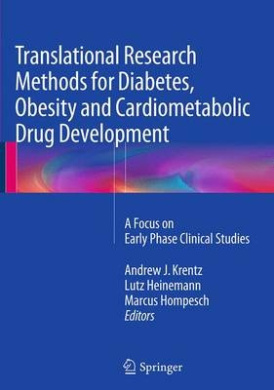 Translational Research
Methods for Diabetes,
Obesity and Cardiometabolic
Drug Development
A Focus on
Early Phase Clinical Studies
Andrew J. Krentz
Lutz Heinemann
Marcus Hompesch
Editors
Springer